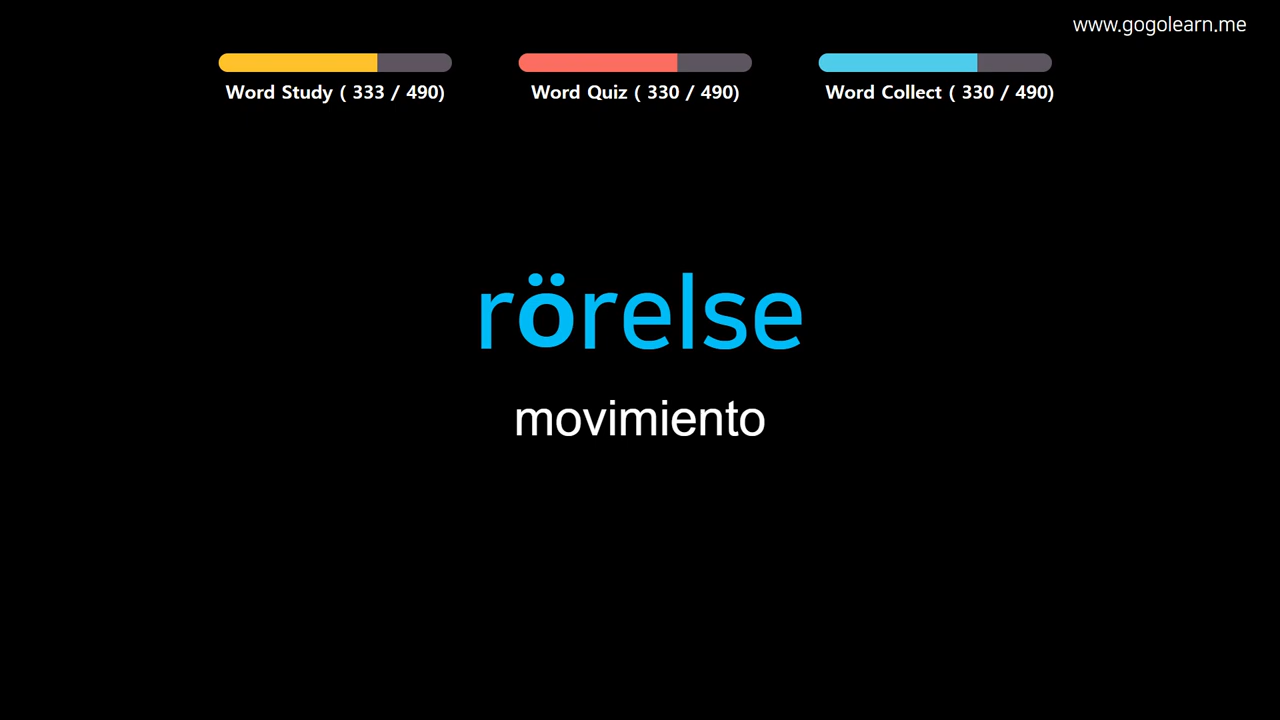 www.gogolearn.me
Word Study ( 333 / 490)
Word Quiz ( 330 / 490)
Word Collect ( 330 / 490)
rörelse
movimiento